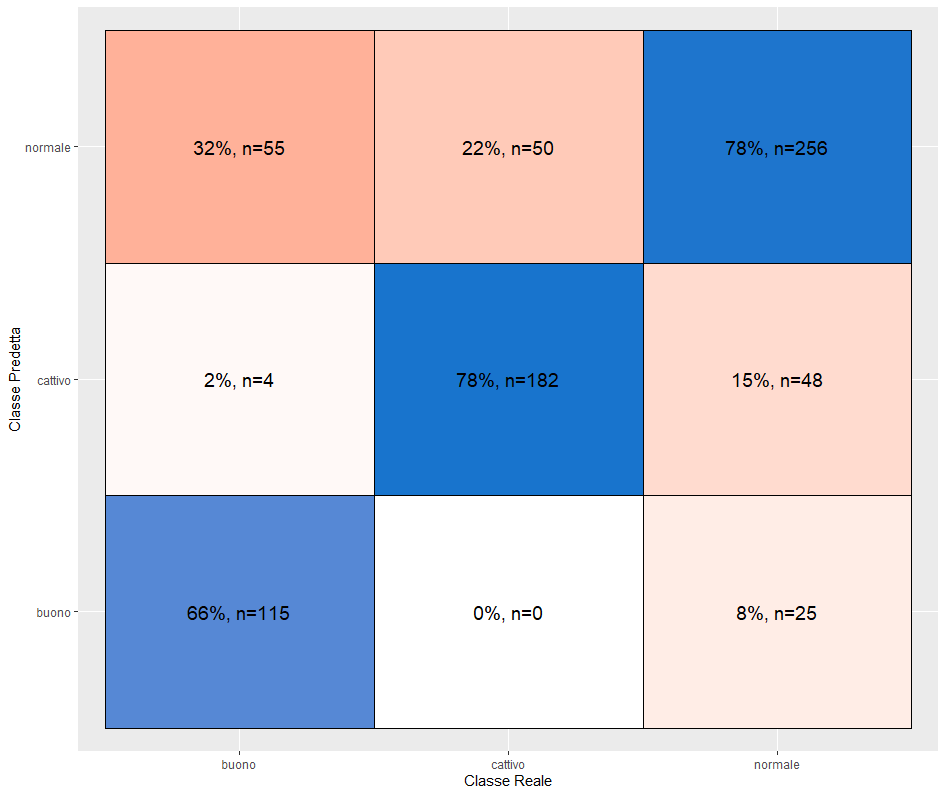 Classe Predetta
normale
32%, n=55
22%, n=50
78%, n=256
cattivo
2%, n=4
78%, n=182
15%, n=48
buono
66%, n=115
0%, n=0
8%, n=25
buono
cattivo
normale
Classe Reale